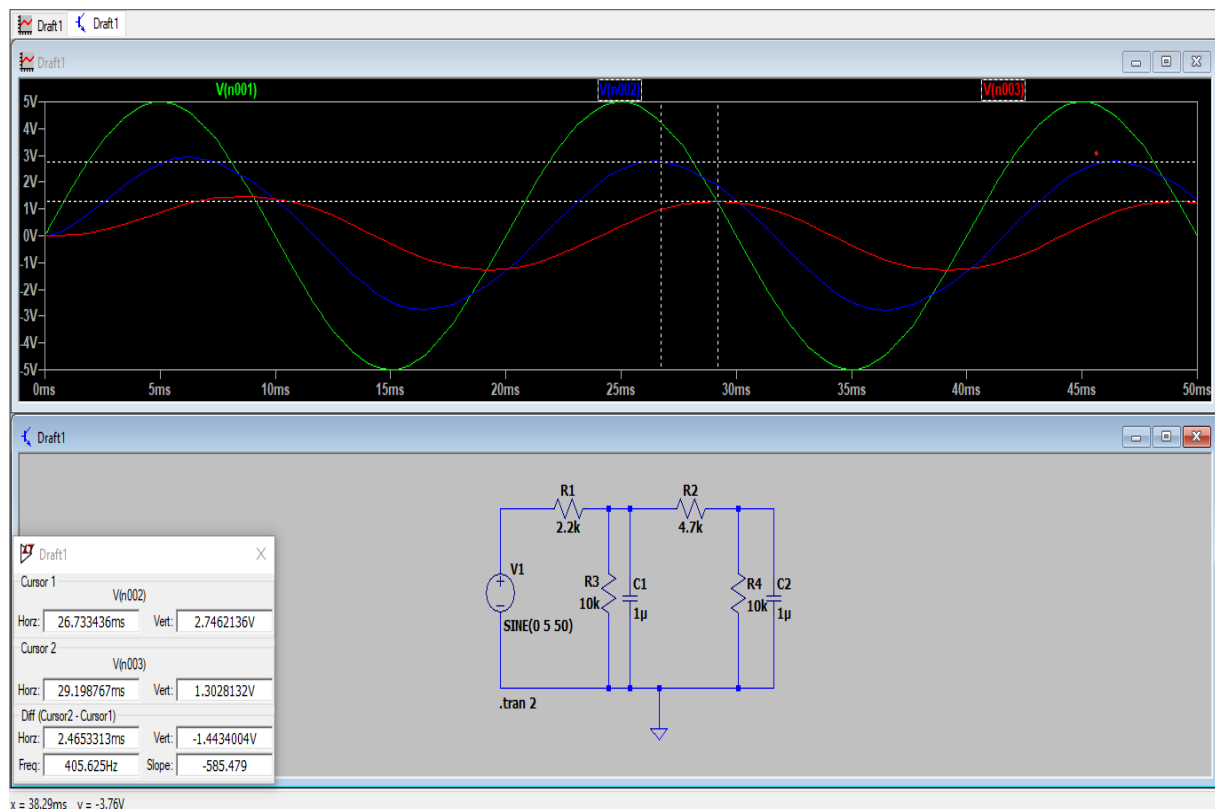 Draft1 Draft1
Draft1
V(n001) V(n002) V(n003)
5V
4V
3V
2V
1V
0V
-1V
-2V
-3V
-4V
-5V
0ms 5ms 10ms 15ms 20ms 25ms 30ms 35ms 40ms 45ms 50ms
Draft1
R1
2.2k
R2
4.7k
V1
SINE(0 5 50)
R3
10k
C1
1µ
R4
10k
C2
1µ
.tran 2
Draft1
Cursor 1
V(n002)
Horz: 26.733436ms Vert: 2.7462136V
Cursor 2
V(n003)
Horz: 29.198767ms Vert: 1.3028132V
Diff (Cursor2 - Cursor1)
Horz: 2.4653313ms Vert: -1.4434004V
Freq: 405.625Hz Slope: -585.479
x = 38.29ms y = -3.76V